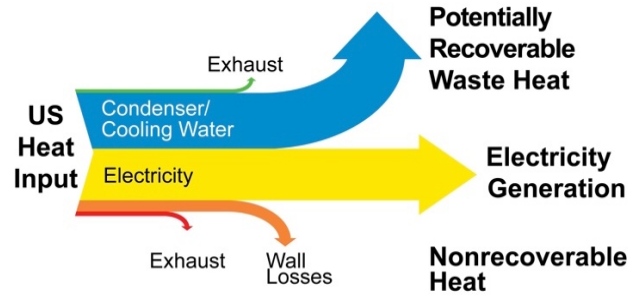 Potentially
Recoverable
Waste Heat
Exhaust
Condenser/
Cooling Water
US
Heat
Input
Electricity
Electricity
Generation
Exhaust
Wall
Losses
Nonrecoverable
Heat